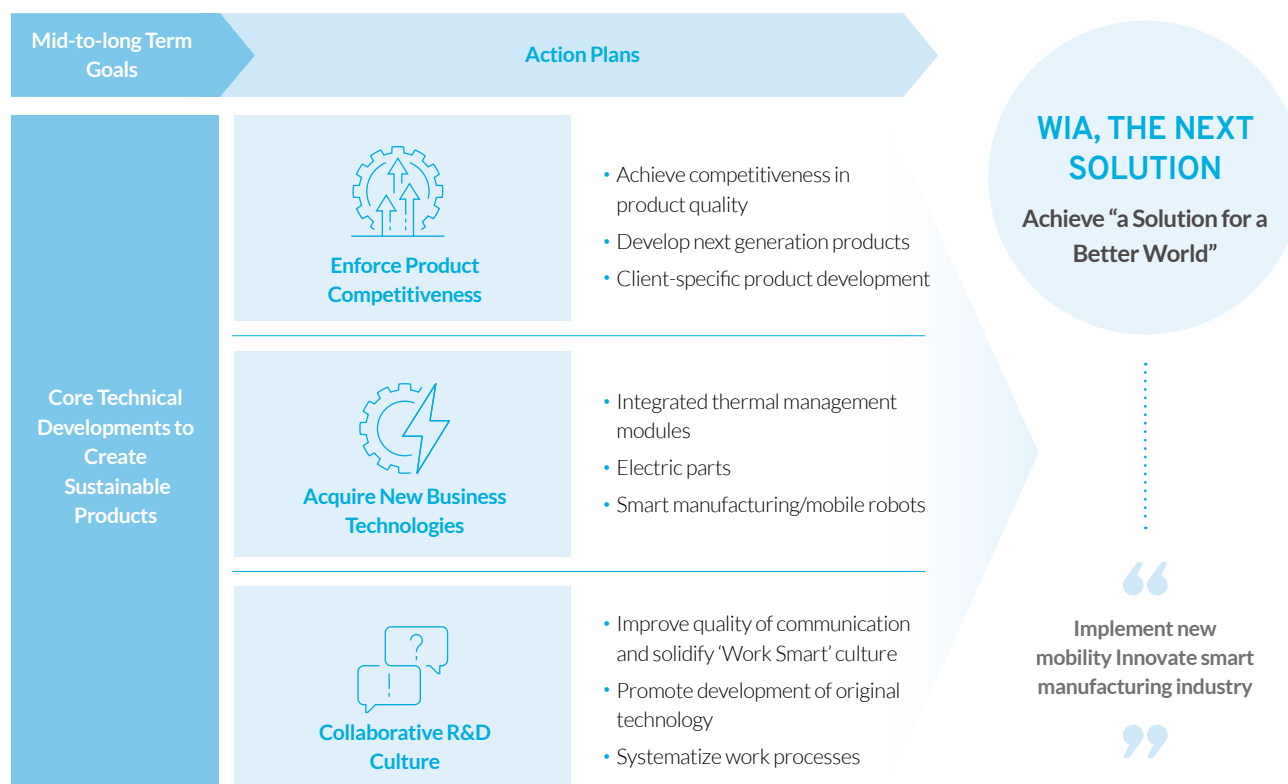 Mid-to-long Term
Goals
Action Plans
Core Technical
Developments to
Create
Sustainable
Products
Enforce Product
Competitiveness
• Achieve competitiveness in
product quality
• Develop next generation products
• Client-specific product development
Acquire New Business
Technologies
• Integrated thermal management
modules
• Electric parts
• Smart manufacturing/mobile robots
Collaborative R&D
Culture
• Improve quality of communication
and solidify ‘Work Smart’ culture
• Promote development of original
technology
• Systematize work processes
WIA, THE NEXT
SOLUTION
Achieve “a Solution for a
Better World”
“
Implement new
mobility Innovate smart
manufacturing industry
”